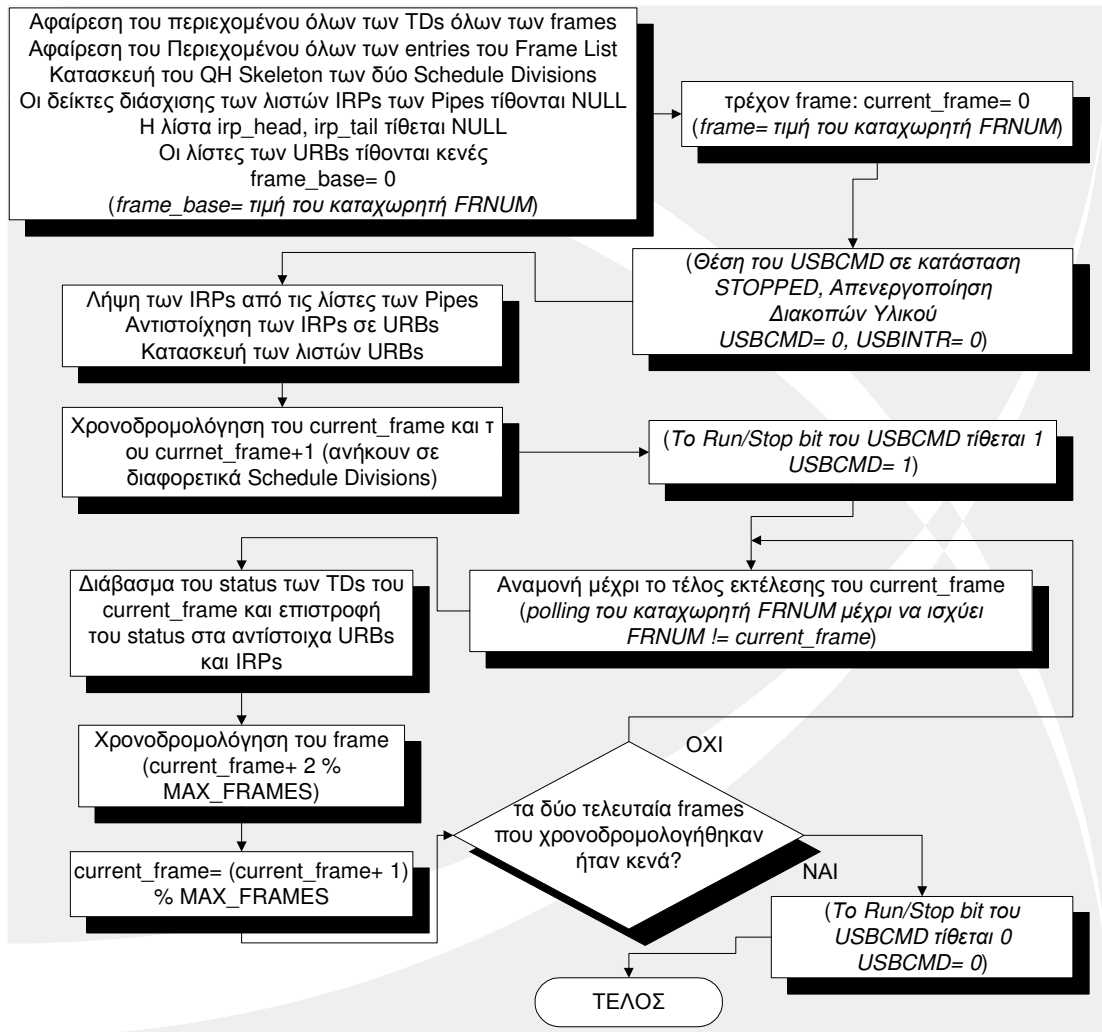 Αφαίρεση του περιεχομένου όλων των TDs όλων των frames
Αφαίρεση του Περιεχομένου όλων των entries του Frame List
Κατασκευή του QH Skeleton των δύο Schedule Divisions
Οι δείκτες διάσχισης των λιστών IRPs των Pipes τίθονται NULL
Η λίστα irp_head, irp_tail τίθεται NULL
Οι λίστες των URBs τίθονται κενές
frame_base= 0
(frame_base= τιμή του καταχωρητή FRNUM)
τρέχον frame: current_frame= 0
(frame= τιμή του καταχωρητή FRNUM)
(Θέση του USBCMD σε κατάσταση
STOPPED, Απενεργοποίηση
Διακοπών Υλικού
USBCMD= 0, USBINTR= 0)
Λήψη των IRPs από τις λίστες των Pipes
Αντιστοίχηση των IRPs σε URBs
Κατασκευή των λιστών URBs
Χρονοδρομολόγηση του current_frame και τ
ου currnet_frame+1 (ανήκουν σε
διαφορετικά Schedule Divisions)
(Το Run/Stop bit του USBCMD τίθεται 1
USBCMD= 1)
Αναμονή μέχρι το τέλος εκτέλεσης του current_frame
(polling του καταχωρητή FRNUM μέχρι να ισχύει
FRNUM != current_frame)
Διάβασμα του status των TDs του
current_frame και επιστροφή
του status στα αντίστοιχα URBs
και IRPs
Χρονοδρομολόγηση του frame
(current_frame+ 2 %
MAX_FRAMES)
current_frame= (current_frame+ 1)
% MAX_FRAMES
τα δύο τελευταία frames
που χρονοδρομολογήθηκαν
ήταν κενά?
ΟΧΙ
ΝΑΙ
(Το Run/Stop bit του
USBCMD τίθεται 0
USBCMD= 0)
ΤΕΛΟΣ